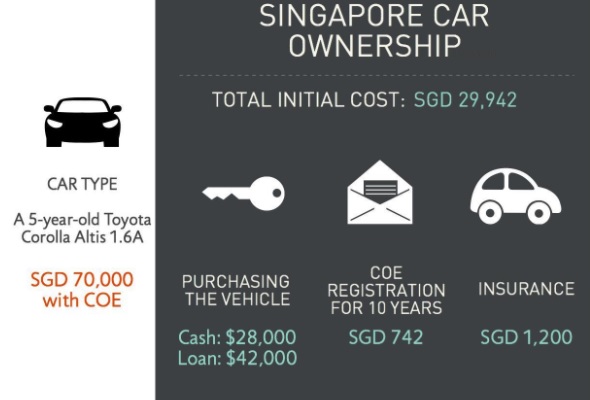 SINGAPORE CAR
OWNERSHIP
TOTAL INITIAL COST: SGD 29,942
CAR TYPE
A 5-year-old Toyota
Corolla Altis 1.6A
SGD 70,000
with COE
PURCHASING
THE VEHICLE
Cash: $28,000
Loan: $42,000
COE
REGISTRATION
FOR 10 YEARS
SGD 742
INSURANCE
SGD 1,200